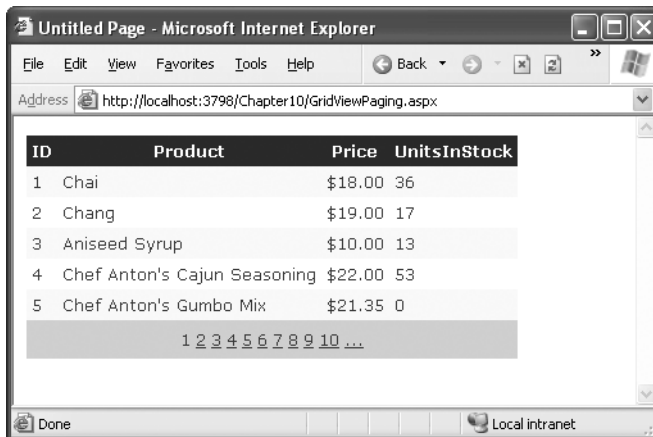 Untitled Page - Microsoft Internet Explorer
File Edit View Favorites Tools Help Back »
Address http://localhost:3798/Chapter10/GridViewPaging.aspx
ID Product Price UnitsInStock
1 Chai $18.00 36
2 Chang $19.00 17
3 Aniseed Syrup $10.00 13
4 Chef Anton's Cajun Seasoning $22.00 53
5 Chef Anton's Gumbo Mix $21.35 0
1 2 3 4 5 6 7 8 9 10 ...
Done Local intranet